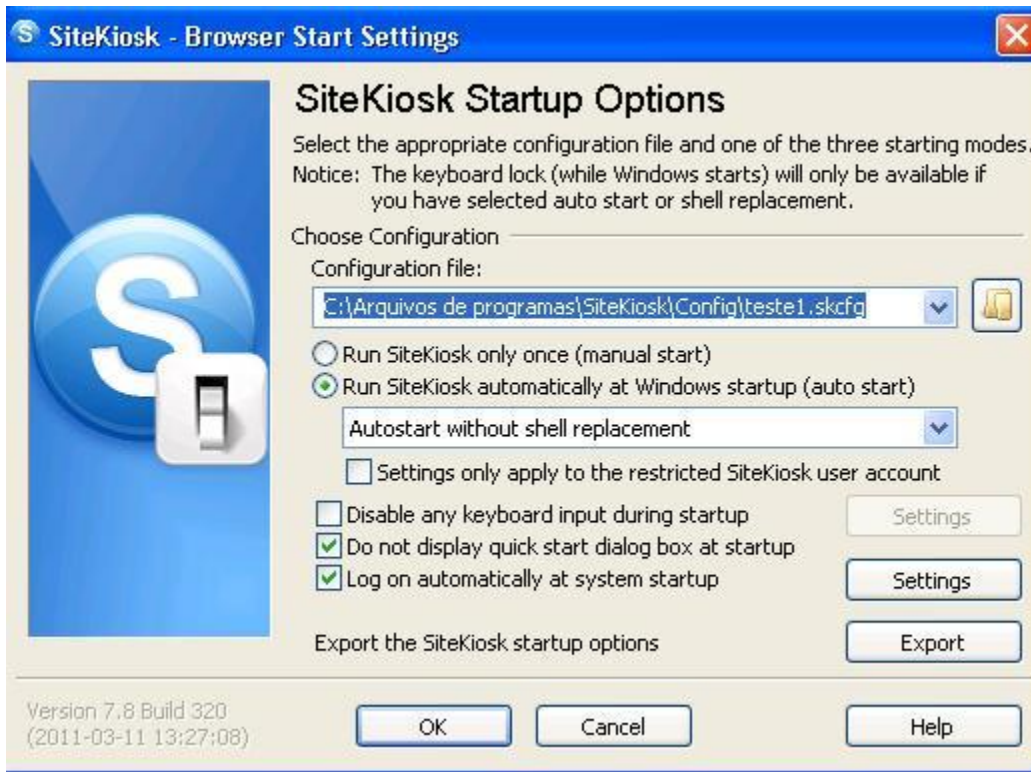 SiteKiosk - Browser Start Settings
SiteKiosk Startup Options
Select the appropriate configuration file and one of the three starting modes.
Notice: The keyboard lock (while Windows starts) will only be available if
you have selected auto start or shell replacement.
Choose Configuration
Configuration file:
C:\Arquivos de programas\SiteKiosk\Config\teste1.skcfg
Run SiteKiosk only once (manual start)
Run SiteKiosk automatically at Windows startup (auto start)
Autostart without shell replacement
Settings only apply to the restricted SiteKiosk user account
Disable any keyboard input during startup Settings
Do not display quick start dialog box at startup
Log on automatically at system startup Settings
Export the SiteKiosk startup options Export
Version 7.8 Build 320
(2011-03-11 13:27:08)
OK Cancel Help